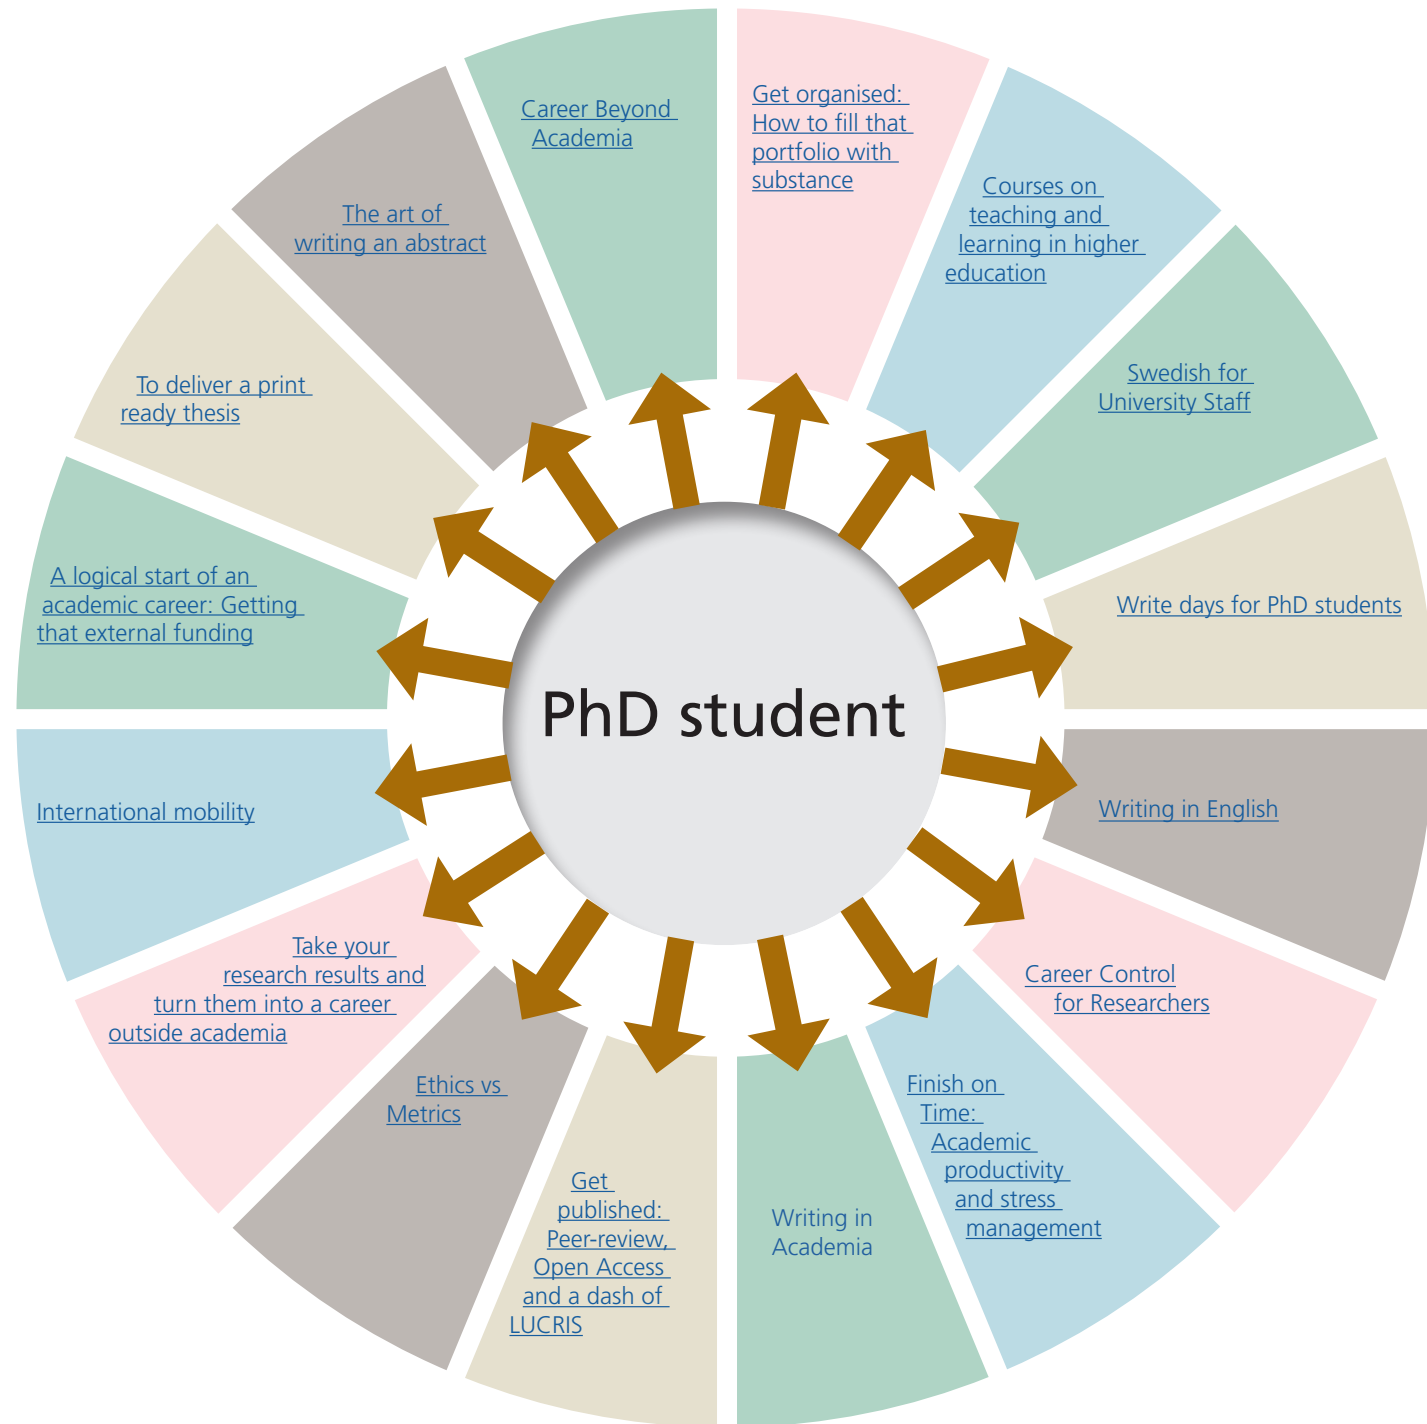 Career Beyond
Academia
Get organised:
How to fill that
portfolio with
substance
Courses on
teaching and
learning in higher
education
Swedish for
University Staff
Write days for PhD students
Writing in English
Career Control
for Researchers
Finish on
Time:
Academic
productivity
and stress
management
Writing in
Academia
Get
published:
Peer-review,
Open Access
and a dash of
LUCRIS
Ethics vs
Metrics
Take your
research results and
turn them into a career
outside academia
International mobility
A logical start of an
academic career: Getting
that external funding
To deliver a print
ready thesis
The art of
writing an abstract
PhD student